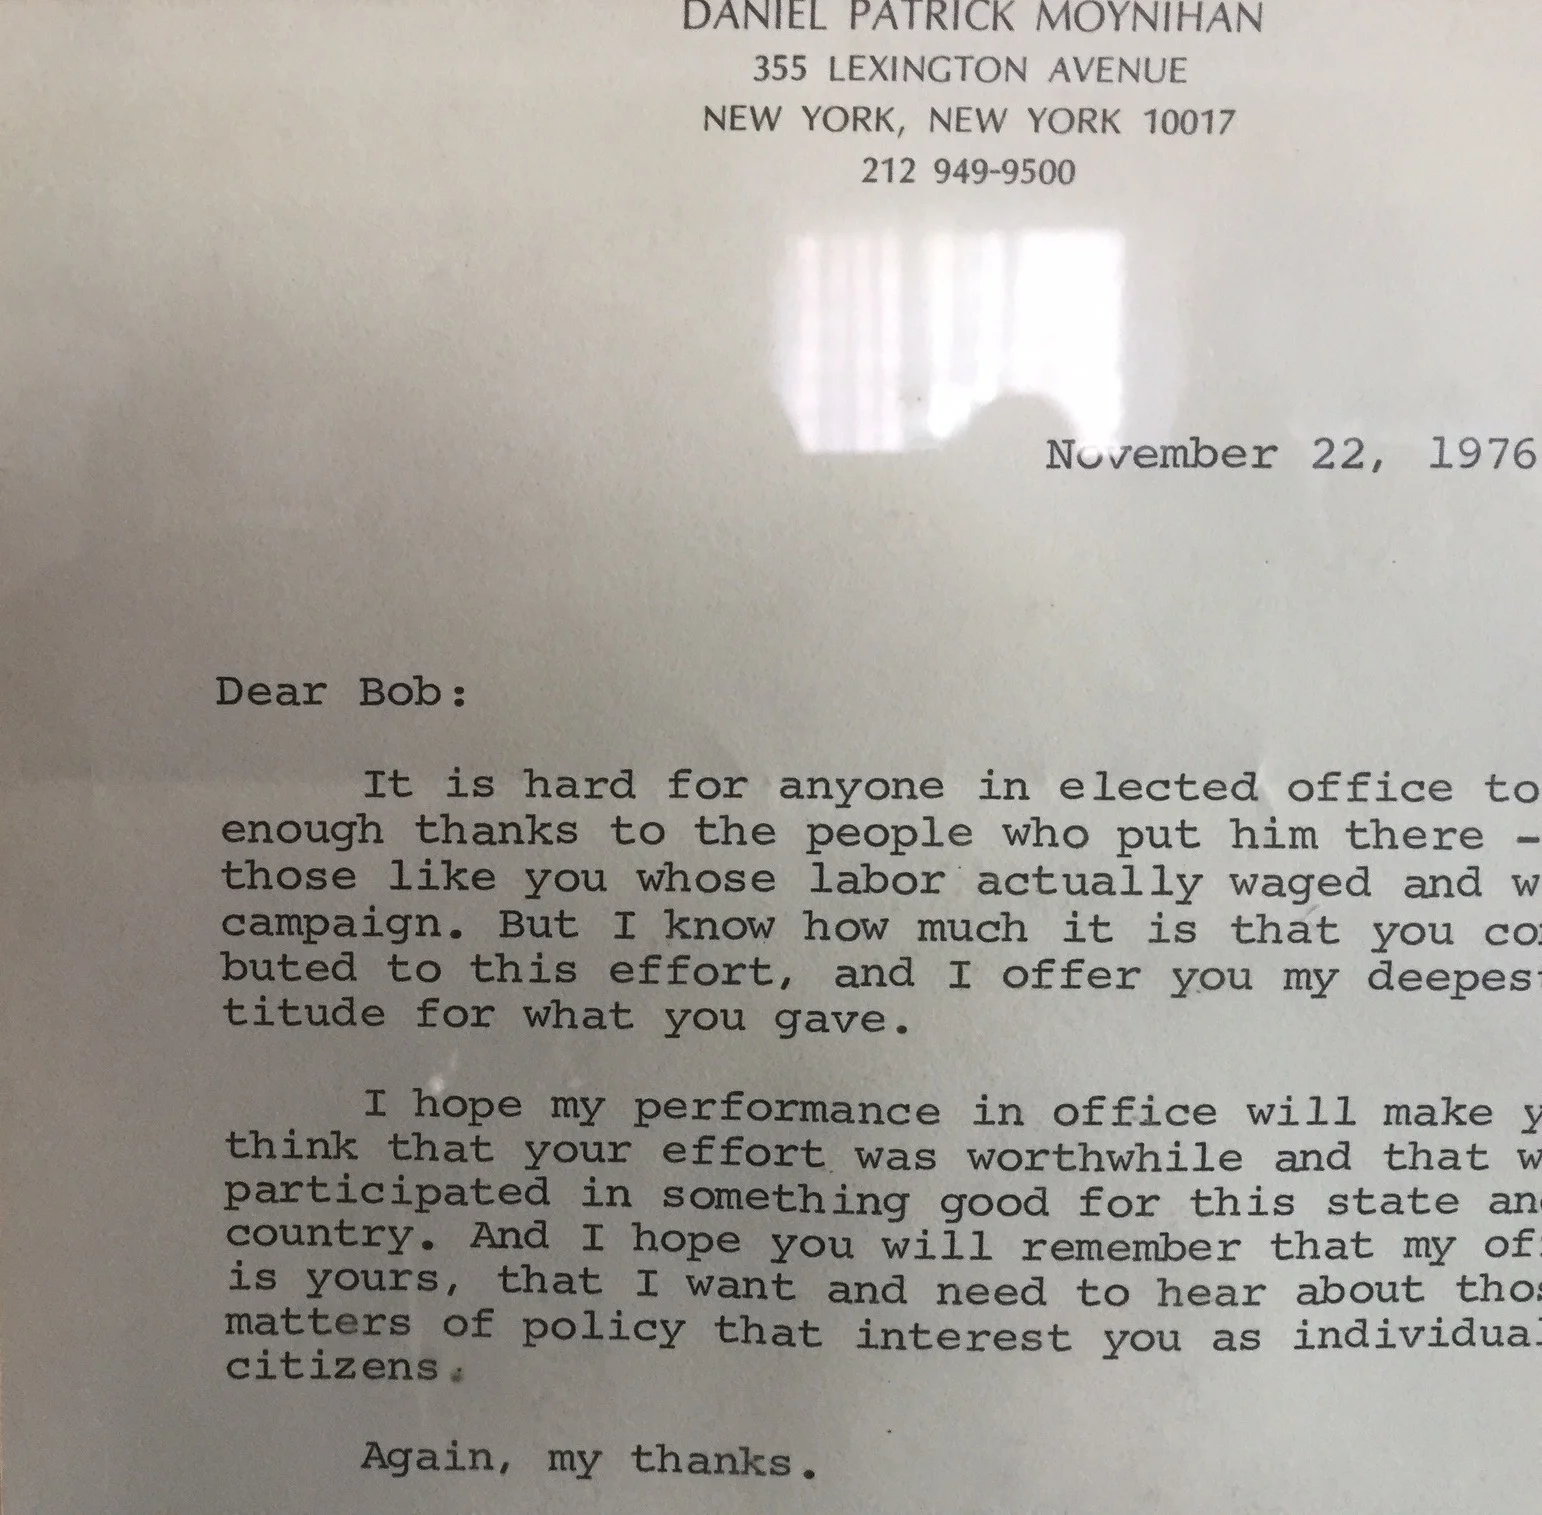 DANIEL PATRICK MOYNIHAN
355 LEXINGTON AVENUE
NEW YORK, NEW YORK 10017
212 949-9500
November 22, 1976
Dear Bob:
It is hard for anyone in elected office to
enough thanks to the people who put him there -
those like you whose labor actually waged and
campaign. But I know how much it is that you
buted to this effort, and I offer you my
titude for what you gave.
I hope my performance in office will make
think that your effort was worthwhile and that
participated in something good for this state
country. And I hope you will remember that my
is yours, that I want and need to hear about
matters of policy that interest you as
citizens.
Again, my thanks.